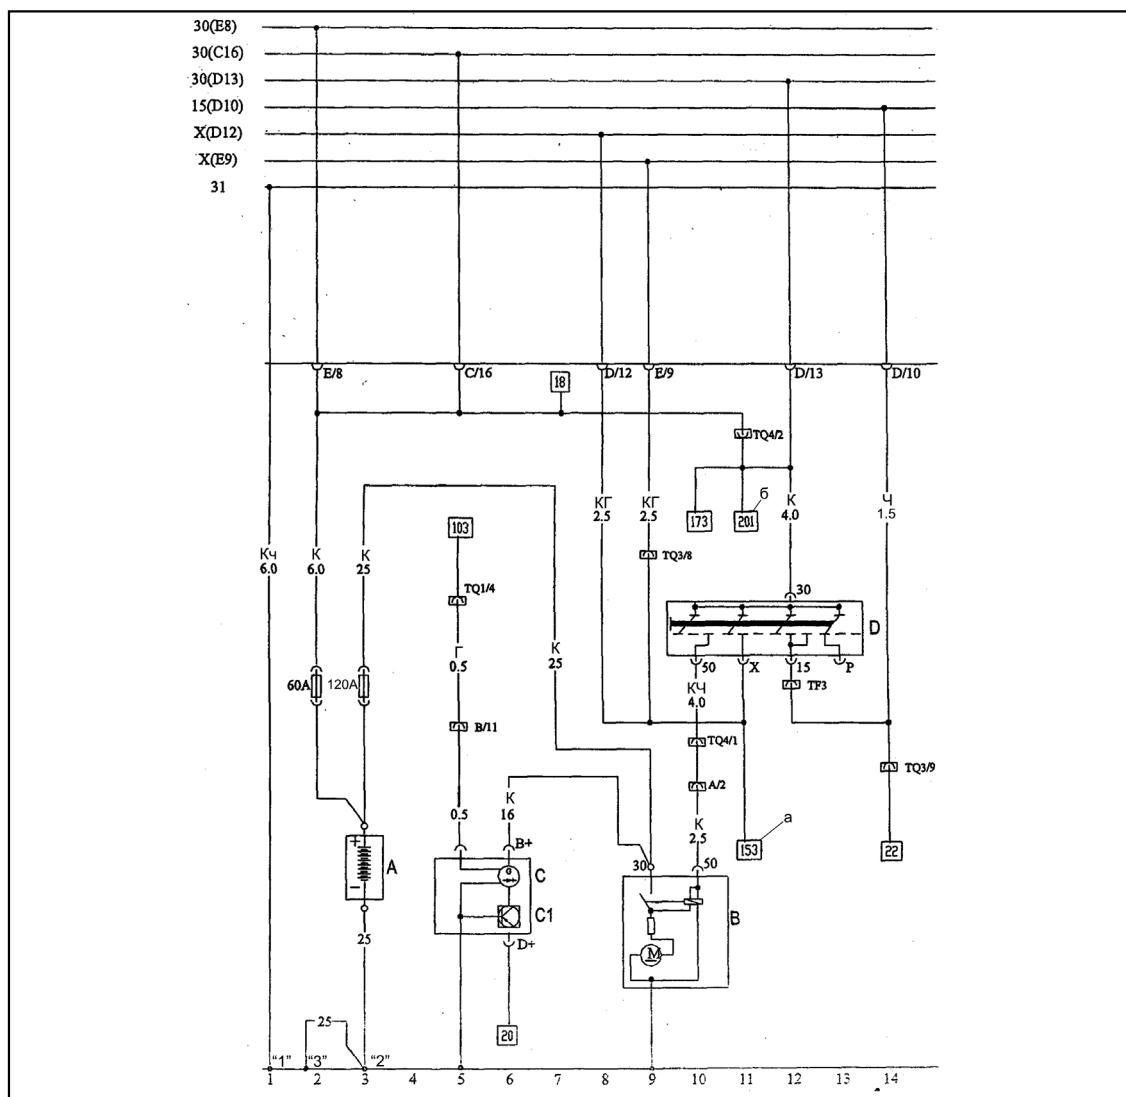 30(E8)
30(C16)
30(D13)
15(D10)
X(D12)
X(E9)
31
E/8 C/16 18 D/12 E/9 D/13 D/10
TQ4/2
б
КГ КГ К Ч
2.5 2.5 173 201 4.0 1.5
103
Кч К К TQ3/8
6.0 6.0 25
TQ1/4 30
D
Г К
0.5 25 50 X 15 P
60A 120A КЧ TF3
4.0
B/11 TQ4/1
TQ3/9
A/2
К
0.5 16 К а
2.5
B+ 153 22
+ A C 30 50
−
C1 B
25 D+ M
20
25
"1" "3" "2"
1 2 3 4 5 6 7 8 9 10 11 12 13 14